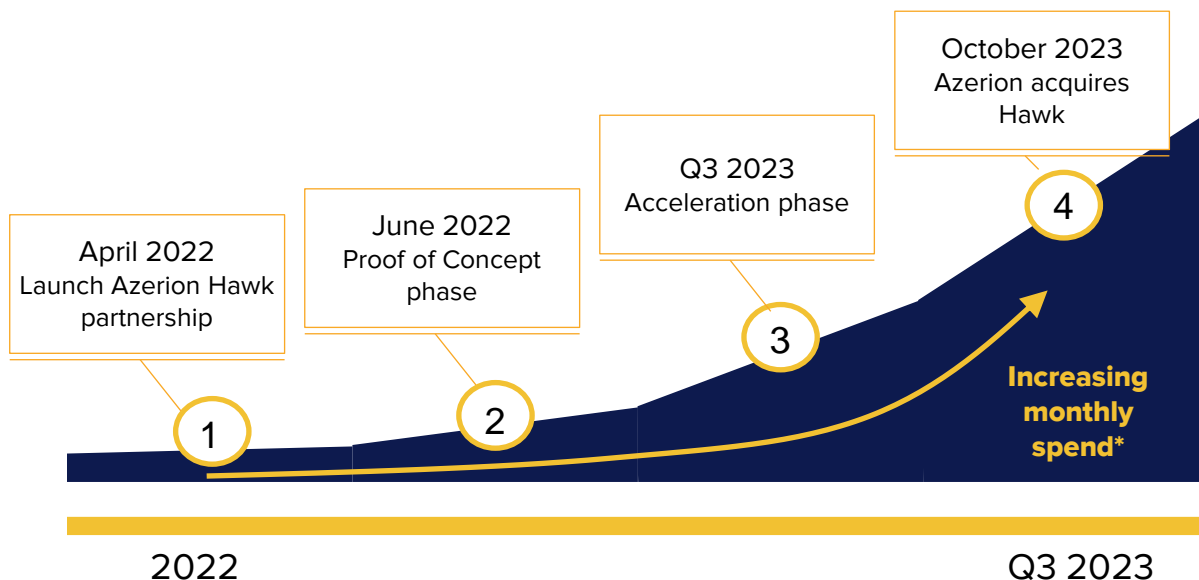 April 2022
Launch Azerion Hawk
partnership
1
June 2022
Proof of Concept
phase
2
Q3 2023
Acceleration phase
3
October 2023
Azerion acquires
Hawk
4
Increasing
monthly
spend*
2022
Q3 2023